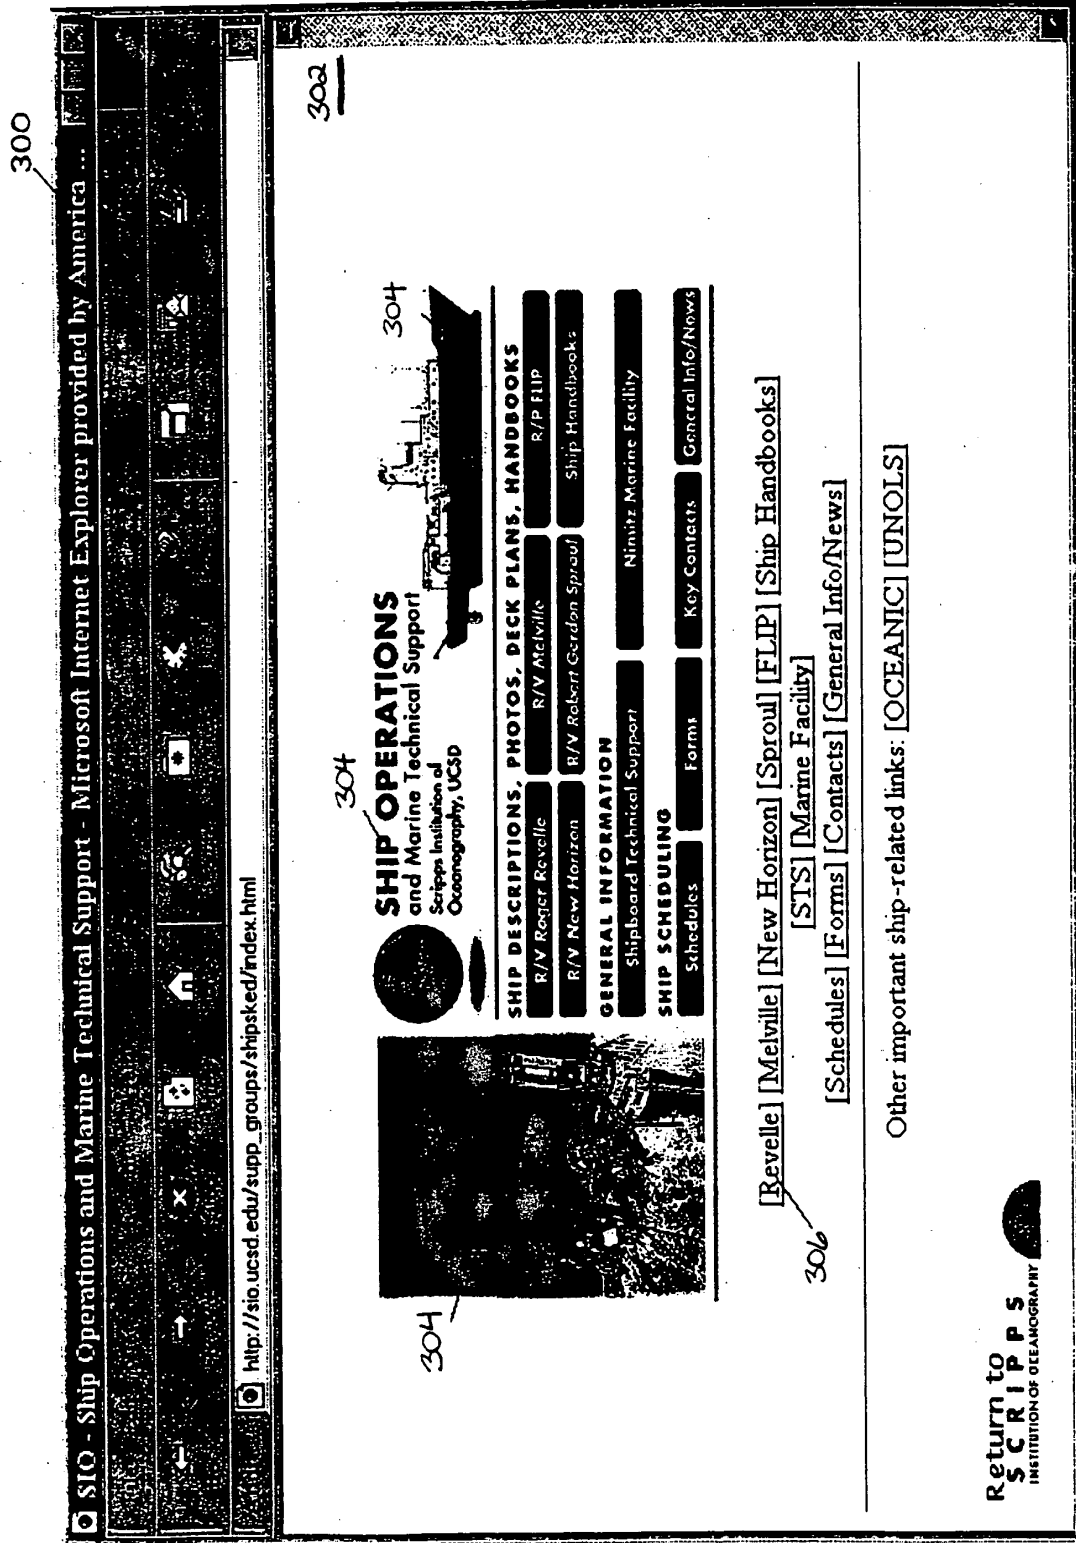 300
SIO - Ship Operations and Marine Technical Support - Microsoft Internet Explorer provided by America ...
http://sio.ucsd.edu/supp_groups/shipsked/index.html
302
304
304
304
SHIP OPERATIONS
and Marine Technical Support
Scripps Institution of
Oceanography, UCSD
SHIP DESCRIPTIONS, PHOTOS, DECK PLANS, HANDBOOKS
R/V Roger Revelle R/V Melville R/P FLIP
R/V New Horizon R/V Robert Gordon Sproul Ship Handbooks
GENERAL INFORMATION
Shipboard Technical Support Nimitz Marine Facility
SHIP SCHEDULING
Schedules Forms Key Contacts General Info/News
[Revelle] [Melville] [New Horizon] [Sproul] [FLIP] [Ship Handbooks]
306
[STS] [Marine Facility]
[Schedules] [Forms] [Contacts] [General Info/News]
Other important ship-related links: [OCEANIC] [UNOLS]
Return to
SCRIPPS
INSTITUTION OF OCEANOGRAPHY